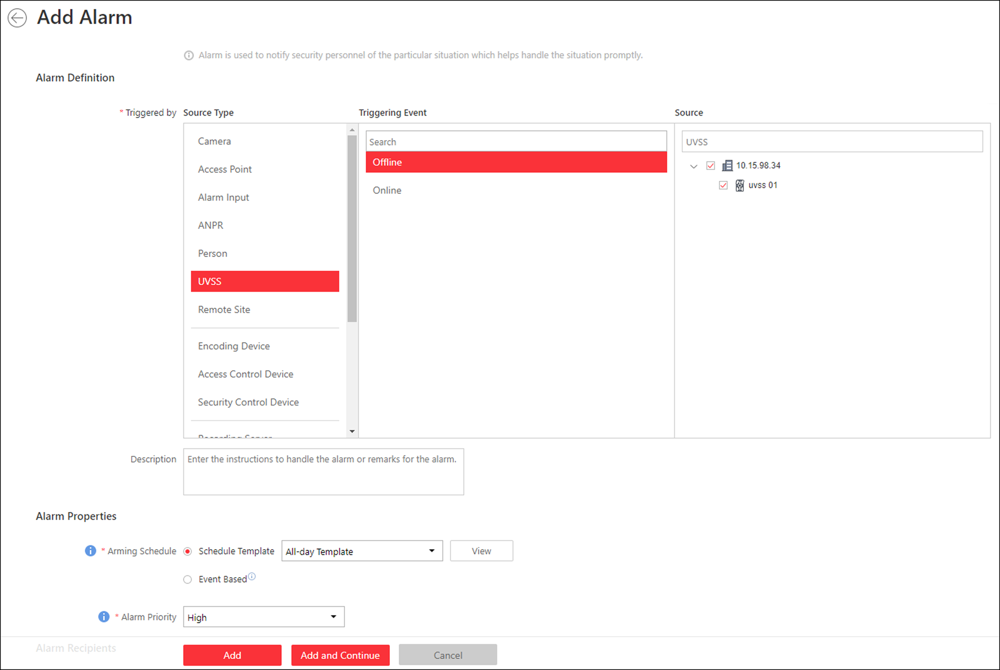 Add Alarm
Alarm is used to notify security personnel of the particular situation which helps handle the situation promptly.
Alarm Definition
* Triggered by
Source Type
Triggering Event
Source
Camera
Access Point
Alarm Input
ANPR
Person
UVSS
Remote Site
Encoding Device
Access Control Device
Security Control Device
Recording Server
Search
Offline
Online
UVSS
10.15.98.34
uvss 01
Description
Enter the instructions to handle the alarm or remarks for the alarm.
Alarm Properties
* Arming Schedule
Schedule Template
All-day Template
View
Event Based
* Alarm Priority
High
Alarm Recipients
Add
Add and Continue
Cancel